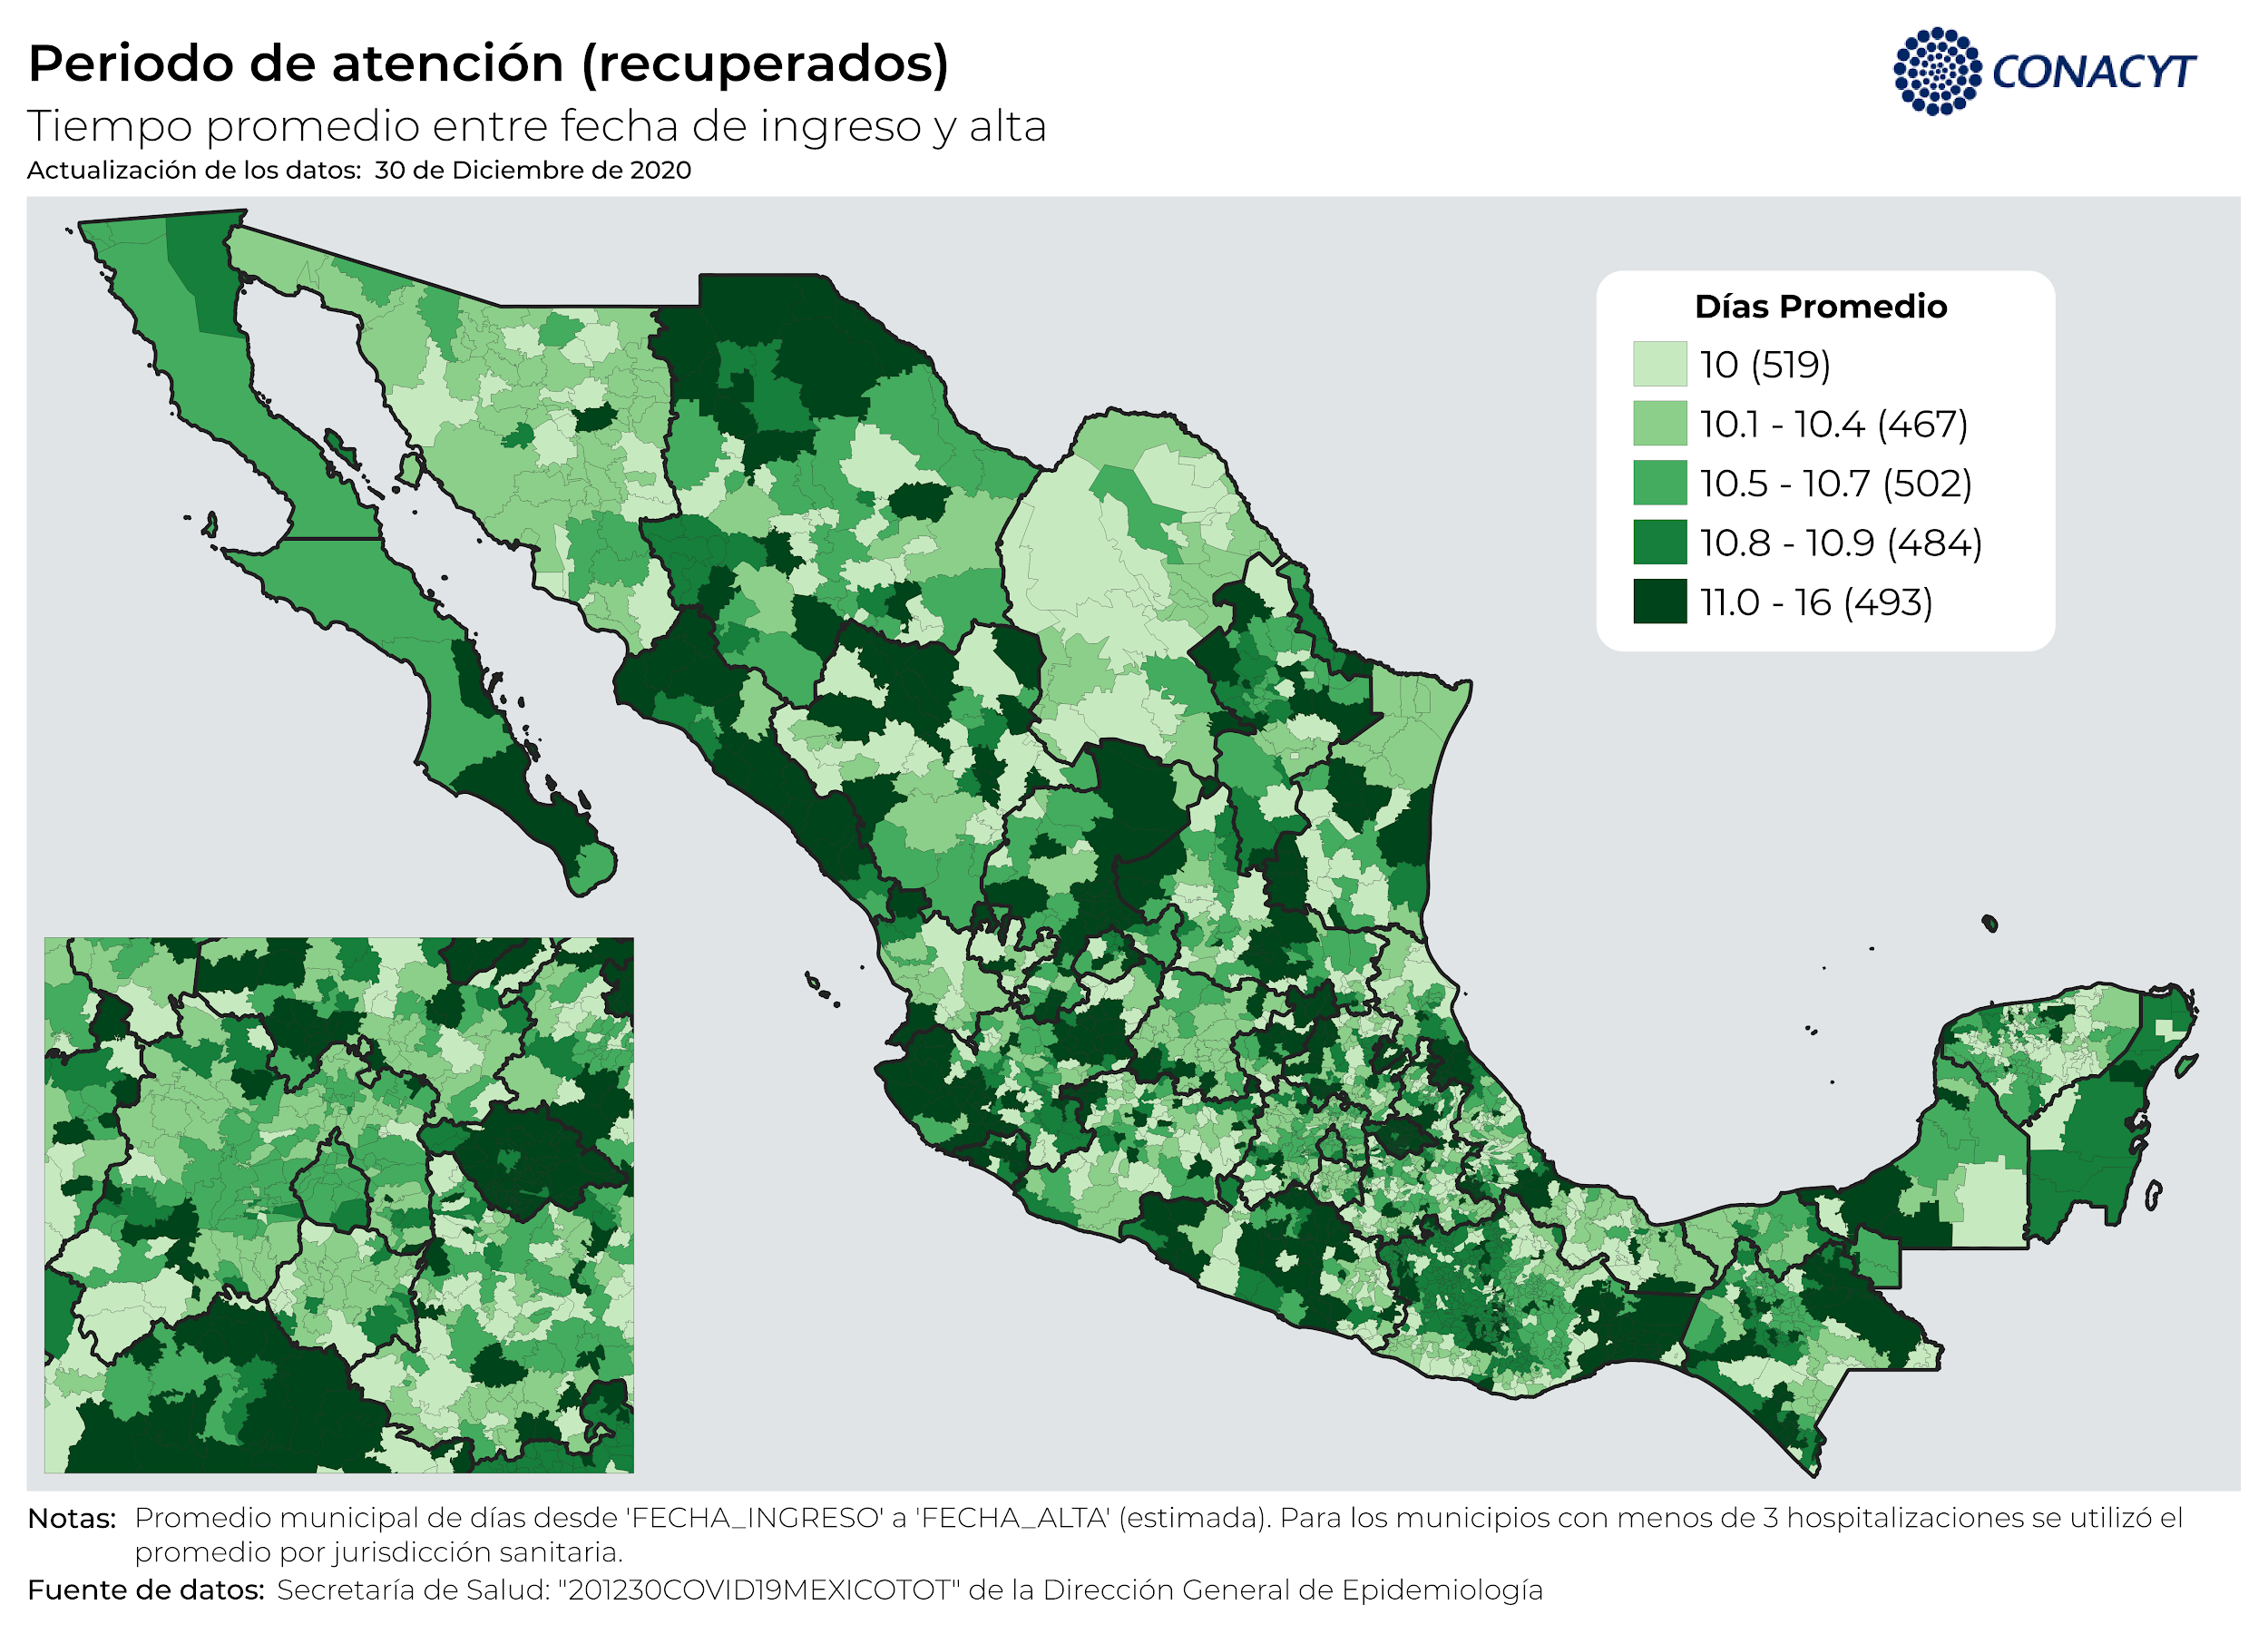 Periodo de atención (recuperados)
Tiempo promedio entre fecha de ingreso y alta
Actualización de los datos: 30 de Diciembre de 2020
CONACYT
Días Promedio
10 (519)
10.1 - 10.4 (467)
10.5 - 10.7 (502)
10.8 - 10.9 (484)
11.0 - 16 (493)
Notas: Promedio municipal de días desde 'FECHA_INGRESO' a 'FECHA_ALTA' (estimada). Para los municipios con menos de 3 hospitalizaciones se utilizó el
promedio por jurisdicción sanitaria.
Fuente de datos: Secretaría de Salud: "201230COVID19MEXICOTOT" de la Dirección General de Epidemiología